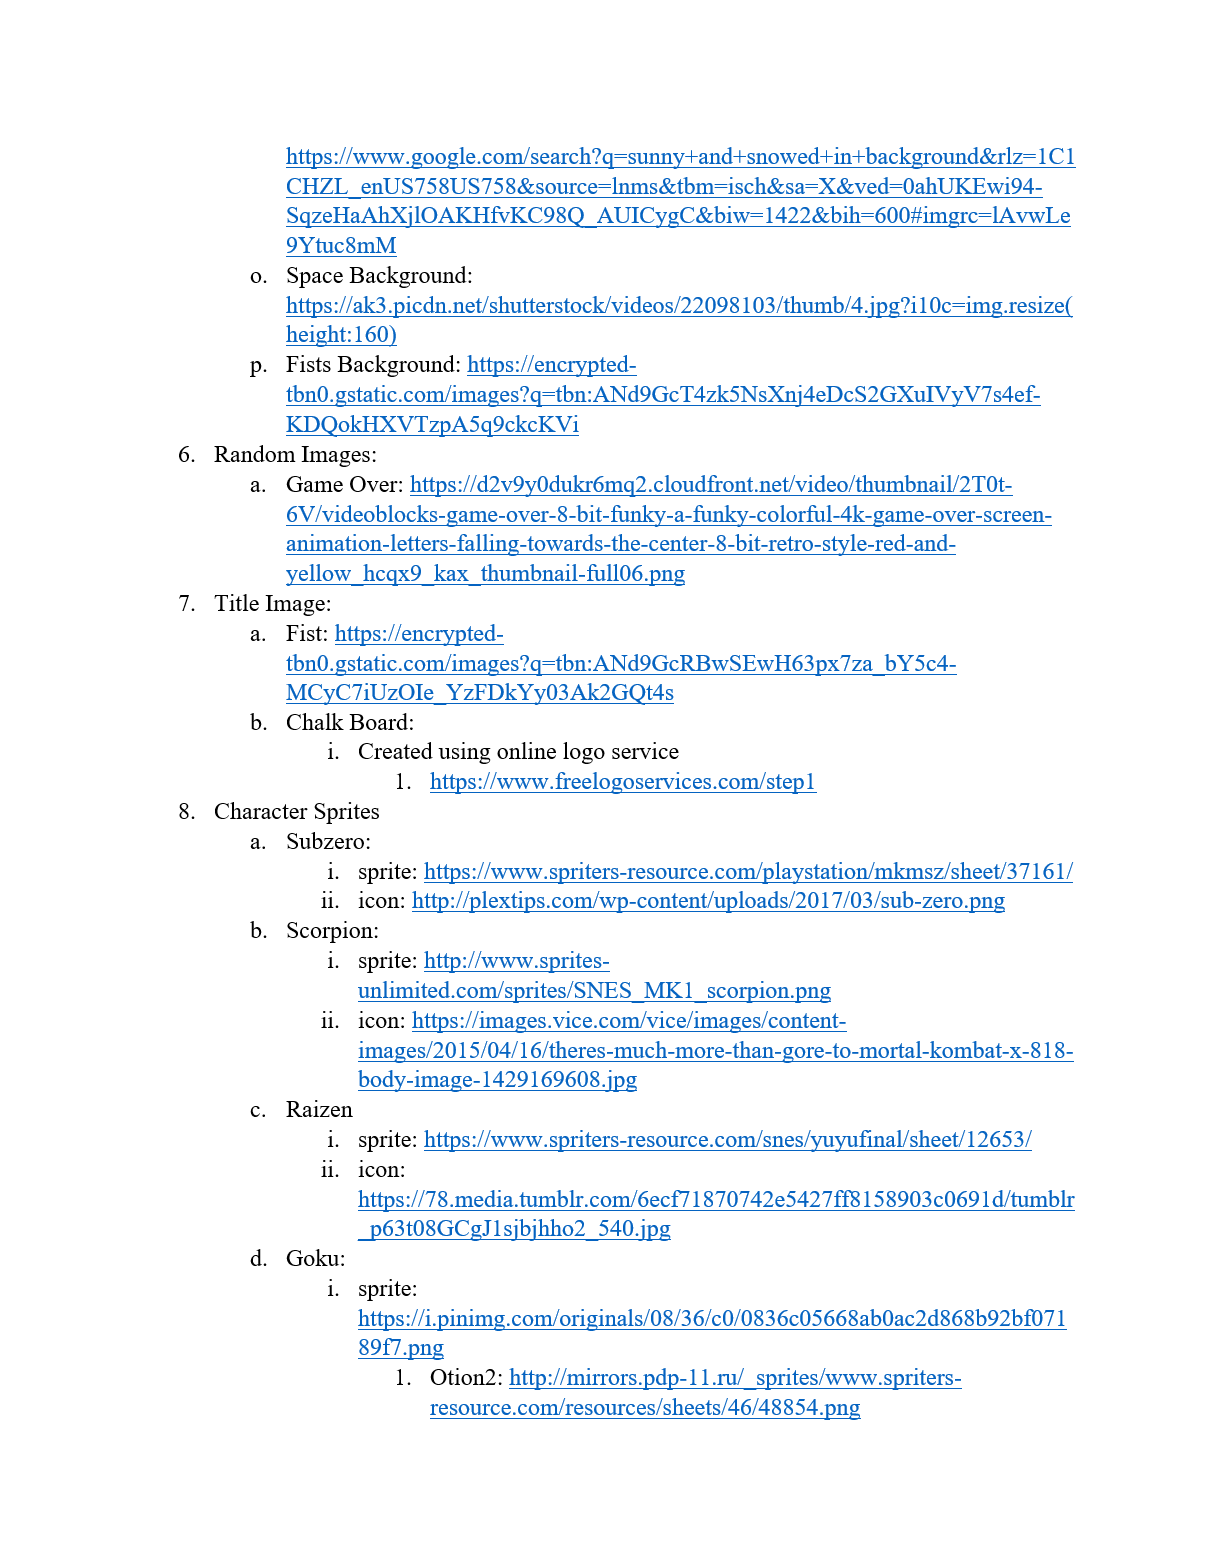 https://www.google.com/search?q=sunny+and+snowed+in+background&rlz=1C1
CHZL_enUS758US758&source=lnms&tbm=isch&sa=X&ved=0ahUKEwi94-
SqzeHaAhXjlOAKHfvKC98Q_AUICygC&biw=1422&bih=600#imgrc=lAvwLe
9Ytuc8mM
o. Space Background:
https://ak3.picdn.net/shutterstock/videos/22098103/thumb/4.jpg?i10c=img.resize(
height:160)
p. Fists Background: https://encrypted-
tbn0.gstatic.com/images?q=tbn:ANd9GcT4zk5NsXnj4eDcS2GXuIVyV7s4ef-
KDQokHXVTzpA5q9ckcKVi
6. Random Images:
a. Game Over: https://d2v9y0dukr6mq2.cloudfront.net/video/thumbnail/2T0t-
6V/videoblocks-game-over-8-bit-funky-a-funky-colorful-4k-game-over-screen-
animation-letters-falling-towards-the-center-8-bit-retro-style-red-and-
yellow_hcqx9_kax_thumbnail-full06.png
7. Title Image:
a. Fist: https://encrypted-
tbn0.gstatic.com/images?q=tbn:ANd9GcRBwSEwH63px7za_bY5c4-
MCyC7iUzOIe_YzFDkYy03Ak2GQt4s
b. Chalk Board:
i. Created using online logo service
1. https://www.freelogoservices.com/step1
8. Character Sprites
a. Subzero:
i. sprite: https://www.spriters-resource.com/playstation/mkmsz/sheet/37161/
ii. icon: http://plextips.com/wp-content/uploads/2017/03/sub-zero.png
b. Scorpion:
i. sprite: http://www.sprites-
unlimited.com/sprites/SNES_MK1_scorpion.png
ii. icon: https://images.vice.com/vice/images/content-
images/2015/04/16/theres-much-more-than-gore-to-mortal-kombat-x-818-
body-image-1429169608.jpg
c. Raizen
i. sprite: https://www.spriters-resource.com/snes/yuyufinal/sheet/12653/
ii. icon:
https://78.media.tumblr.com/6ecf71870742e5427ff8158903c0691d/tumblr
_p63t08GCgJ1sjbjhho2_540.jpg
d. Goku:
i. sprite:
https://i.pinimg.com/originals/08/36/c0/0836c05668ab0ac2d868b92bf071
89f7.png
1. Otion2: http://mirrors.pdp-11.ru/_sprites/www.spriters-
resource.com/resources/sheets/46/48854.png